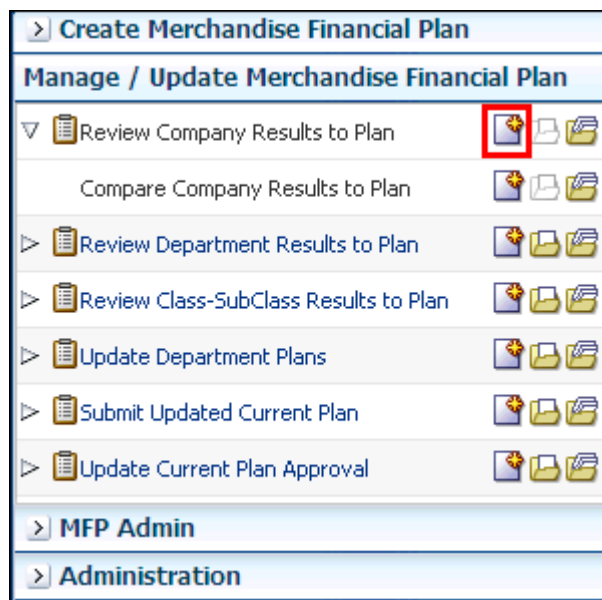 Create Merchandise Financial Plan
Manage / Update Merchandise Financial Plan
Review Company Results to Plan
Compare Company Results to Plan
Review Department Results to Plan
Review Class-SubClass Results to Plan
Update Department Plans
Submit Updated Current Plan
Update Current Plan Approval
MFP Admin
Administration